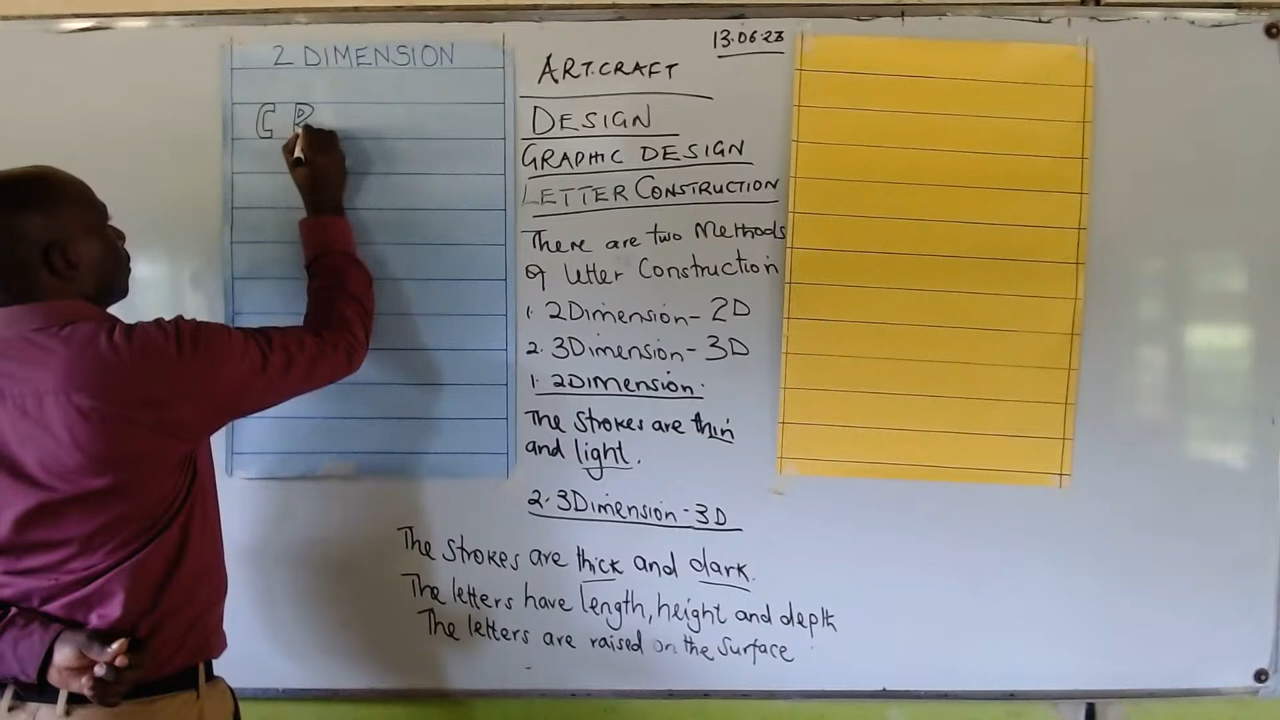 2 DIMENSION
C R
13.06.23
ART.CRAFT
DESIGN
GRAPHIC DESIGN
LETTER CONSTRUCTION
There are two Methods
Of Letter Construction
1. 2Dimension- 2D
2. 3Dimension- 3D
1. 2Dimension.
The Strokes are thin
and light.
2. 3Dimension-3D
The Strokes are thick and dark.
The letters have length, height and depth
The letters are raised on the Surface